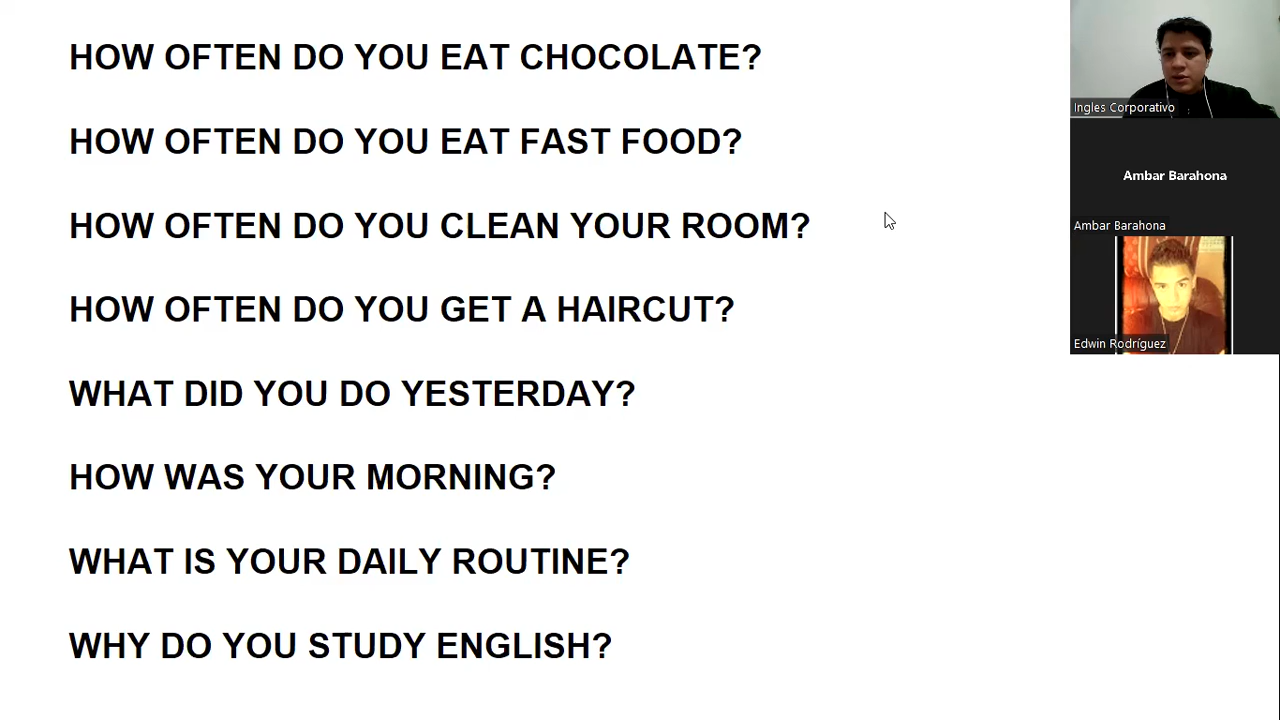 HOW OFTEN DO YOU EAT CHOCOLATE?
HOW OFTEN DO YOU EAT FAST FOOD?
HOW OFTEN DO YOU CLEAN YOUR ROOM?
HOW OFTEN DO YOU GET A HAIRCUT?
WHAT DID YOU DO YESTERDAY?
HOW WAS YOUR MORNING?
WHAT IS YOUR DAILY ROUTINE?
WHY DO YOU STUDY ENGLISH?
Ingles Corporativo
Ambar Barahona
Ambar Barahona
Edwin Rodríguez